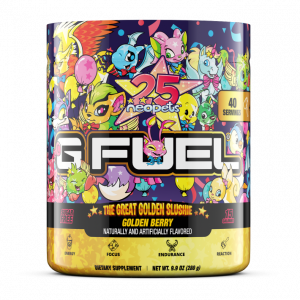 25
neopets
40
SERVINGS
G FUEL
THE GREAT GOLDEN SLUSHIE
GOLDEN BERRY
NATURALLY AND ARTIFICIALLY FLAVORED
ENERGY
FOCUS
ENDURANCE
REACTION
DIETARY SUPPLEMENT
NET WT. 9.9 OZ (280 g)